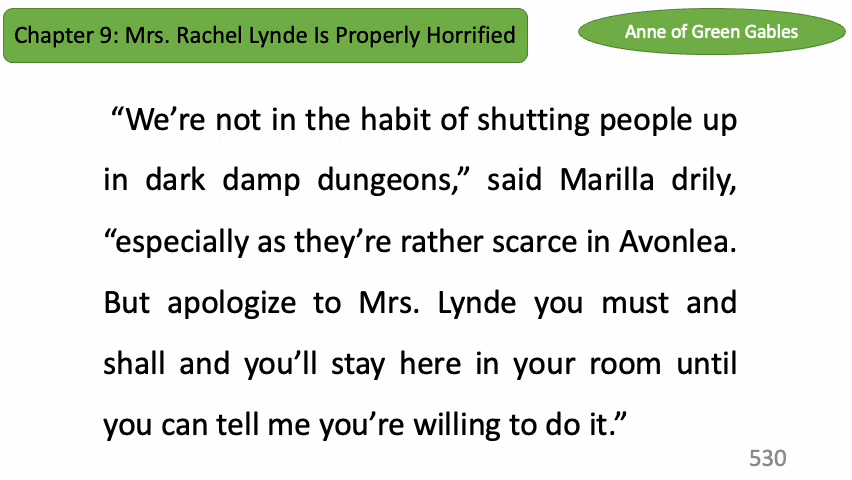 Chapter 9: Mrs. Rachel Lynde Is Properly Horrified
Anne of Green Gables
“We’re not in the habit of shutting people up
in dark damp dungeons,” said Marilla drily,
“especially as they’re rather scarce in Avonlea.
But apologize to Mrs. Lynde you must and
shall and you’ll stay here in your room until
you can tell me you’re willing to do it.”
530